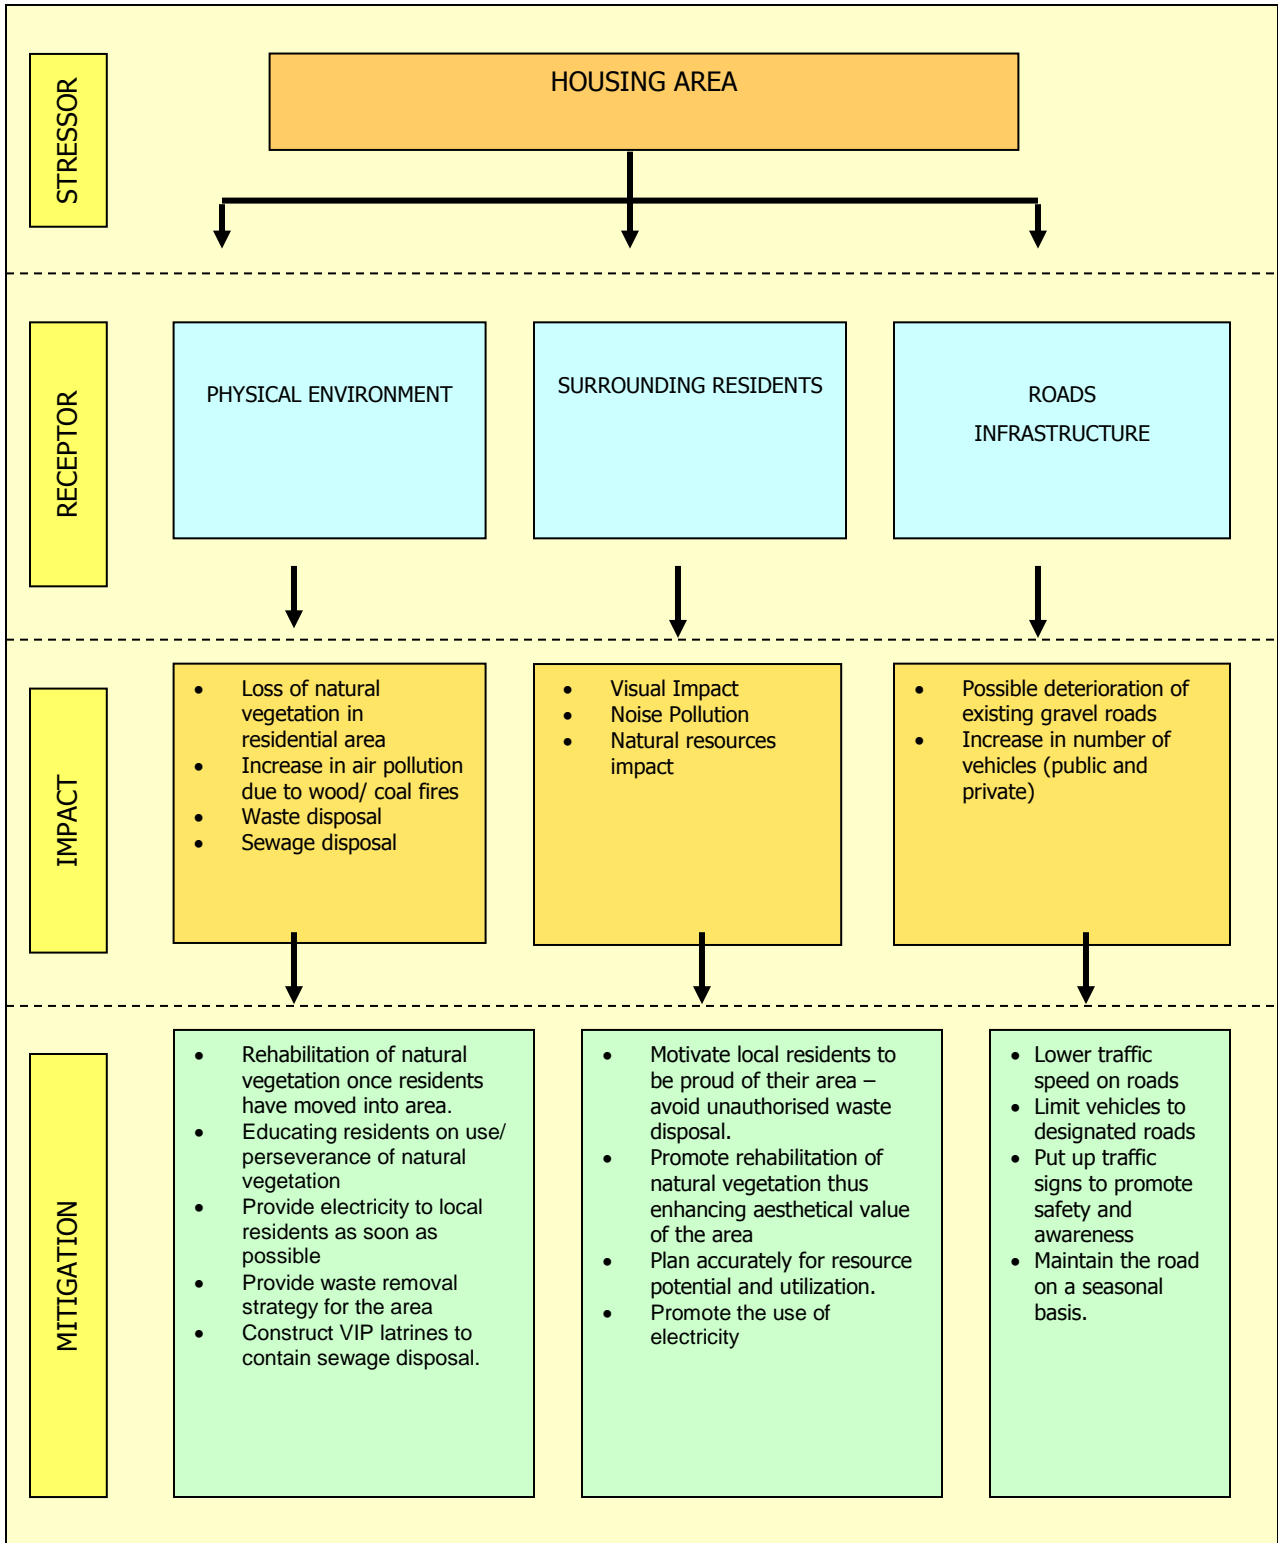 STRESSOR
HOUSING AREA
RECEPTOR
PHYSICAL ENVIRONMENT
SURROUNDING RESIDENTS
ROADS
INFRASTRUCTURE
IMPACT
• Loss of natural
vegetation in
residential area
• Increase in air pollution
due to wood/ coal fires
• Waste disposal
• Sewage disposal
• Visual Impact
• Noise Pollution
• Natural resources
impact
• Possible deterioration of
existing gravel roads
• Increase in number of
vehicles (public and
private)
MITIGATION
• Rehabilitation of natural
vegetation once residents
have moved into area.
• Educating residents on use/
perseverance of natural
vegetation
• Provide electricity to local
residents as soon as
possible
• Provide waste removal
strategy for the area
• Construct VIP latrines to
contain sewage disposal.
• Motivate local residents to
be proud of their area –
avoid unauthorised waste
disposal.
• Promote rehabilitation of
natural vegetation thus
enhancing aesthetical value
of the area
• Plan accurately for resource
potential and utilization.
• Promote the use of
electricity
• Lower traffic
speed on roads
• Limit vehicles to
designated roads
• Put up traffic
signs to promote
safety and
awareness
• Maintain the road
on a seasonal
basis.